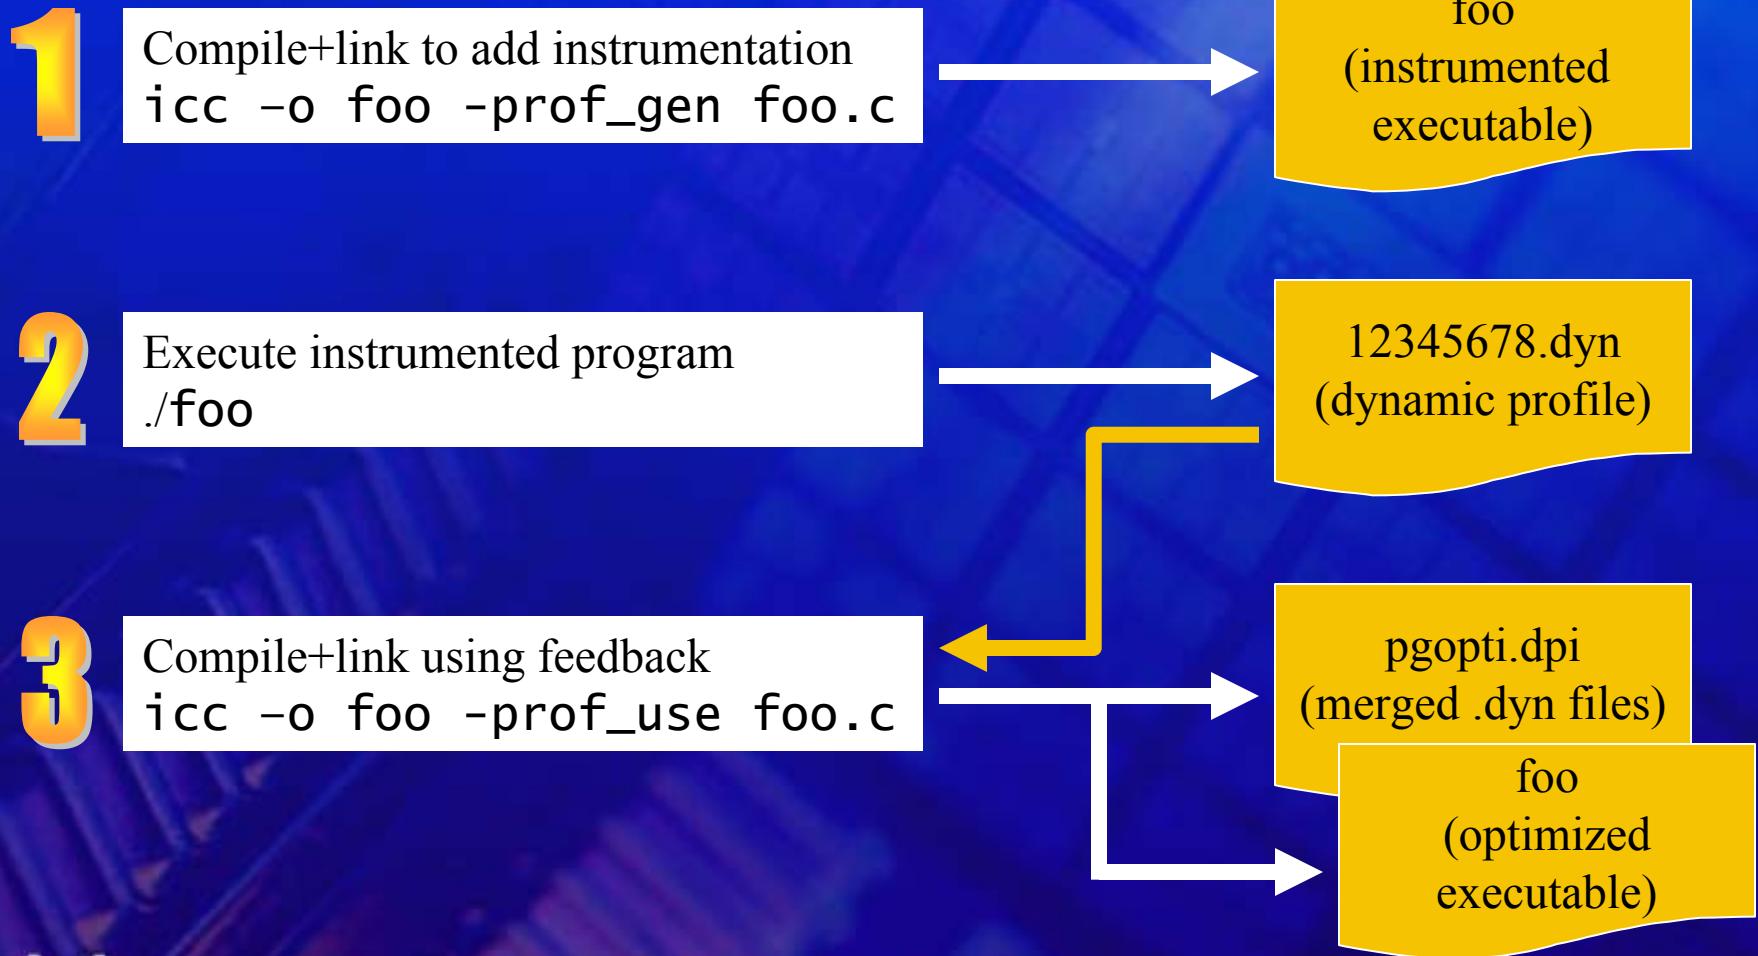 1
Compile+link to add instrumentation
icc –o foo -prof_gen foo.c
foo
(instrumented
executable)
2
Execute instrumented program
./foo
12345678.dyn
(dynamic profile)
3
Compile+link using feedback
icc –o foo -prof_use foo.c
pgopti.dpi
(merged .dyn files)
foo
(optimized
executable)